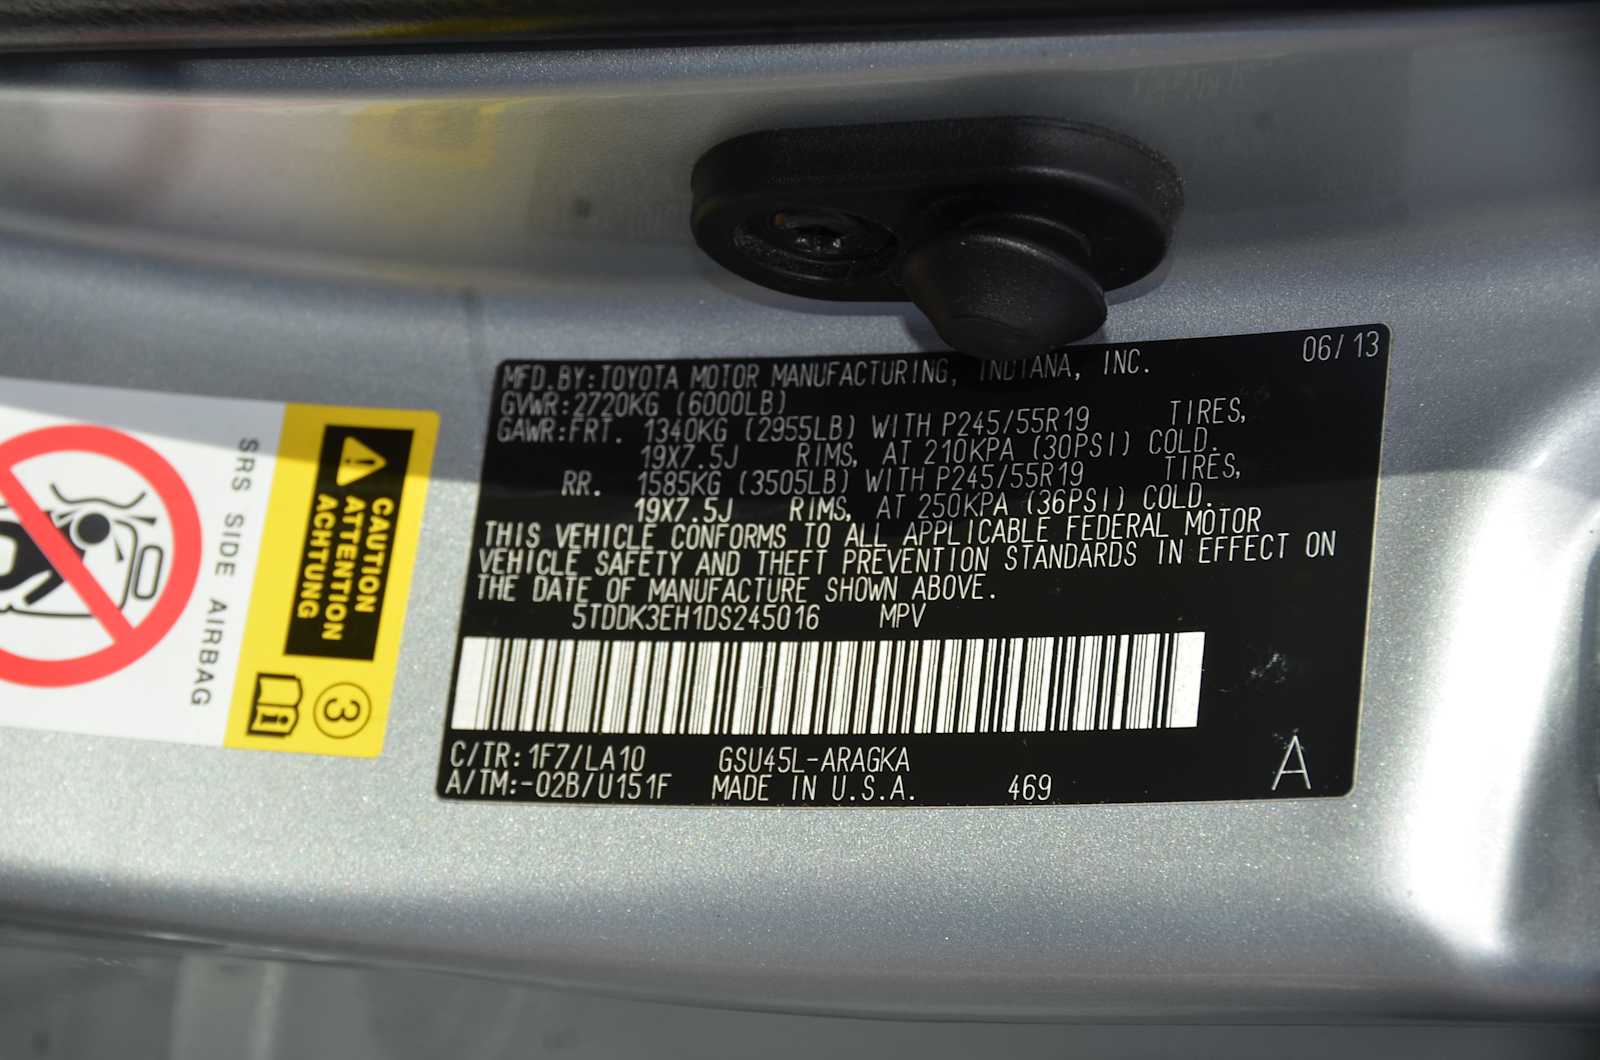 06/13
MFD.BY:TOYOTA MOTOR MANUFACTURING, INDIANA, INC.
GVWR:2720KG (6000LB)
GAWR:FRT. 1340KG (2955LB) WITH P245/55R19 TIRES,
19X7.5J RIMS, AT 210KPA (30PSI) COLD.
RR. 1585KG (3505LB) WITH P245/55R19 TIRES,
19X7.5J RIMS, AT 250KPA (36PSI) COLD.
THIS VEHICLE CONFORMS TO ALL APPLICABLE FEDERAL MOTOR
VEHICLE SAFETY AND THEFT PREVENTION STANDARDS IN EFFECT ON
THE DATE OF MANUFACTURE SHOWN ABOVE.
5TDDK3EH1DS245016 MPV
C/TR:1F7/LA10 GSU45L-ARAGKA
A/TM:-02B/U151F MADE IN U.S.A. 469 A
CAUTION
ATTENTION
ACHTUNG
3
SRS SIDE AIRBAG